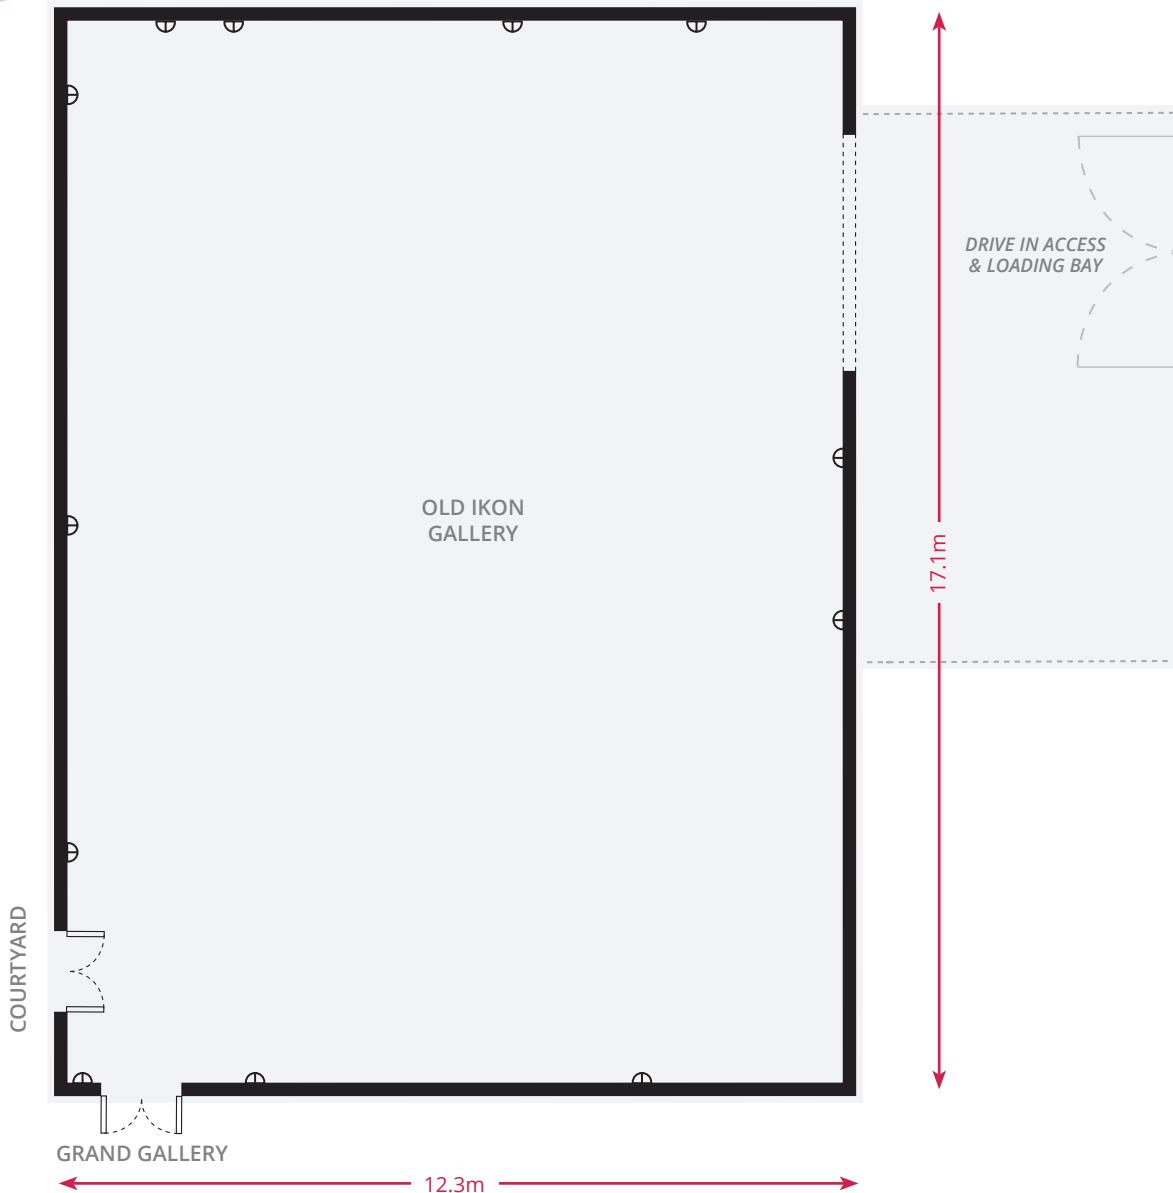 DRIVE IN ACCESS
& LOADING BAY
OLD IKON
GALLERY
17.1m
COURTYARD
GRAND GALLERY
12.3m